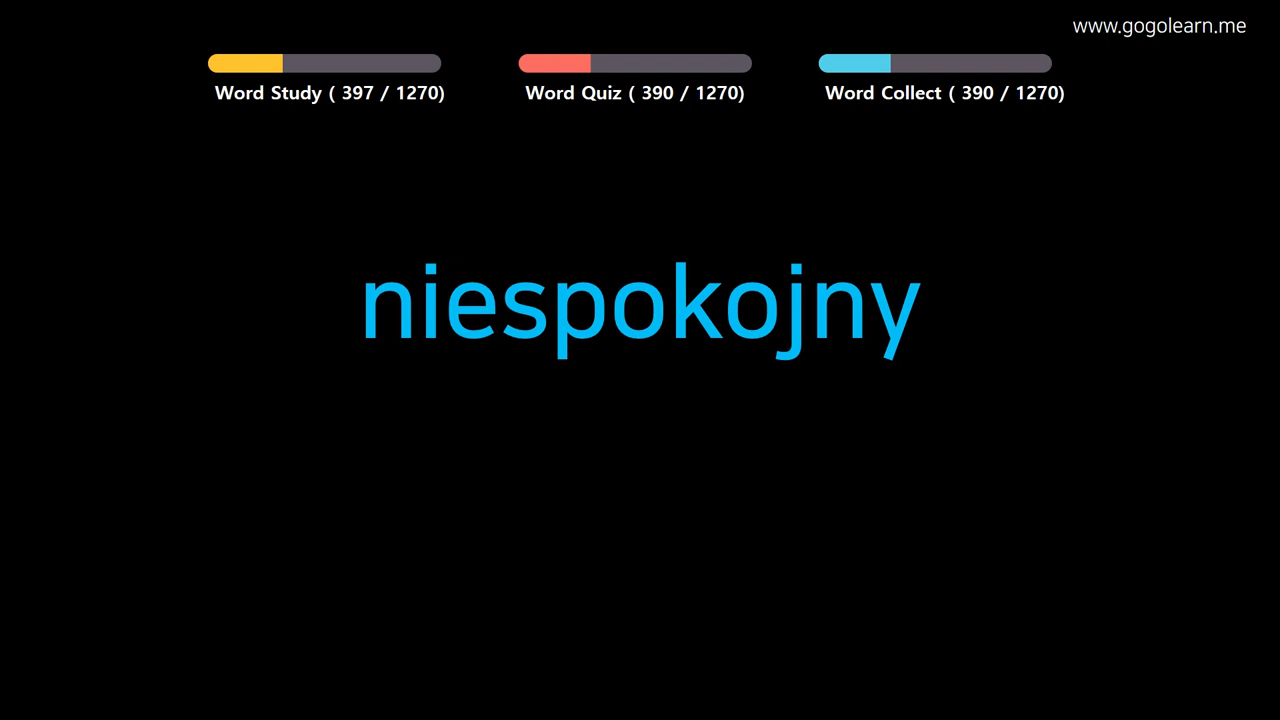 www.gogolearn.me
Word Study ( 397 / 1270)
Word Quiz ( 390 / 1270)
Word Collect ( 390 / 1270)
niespokojny